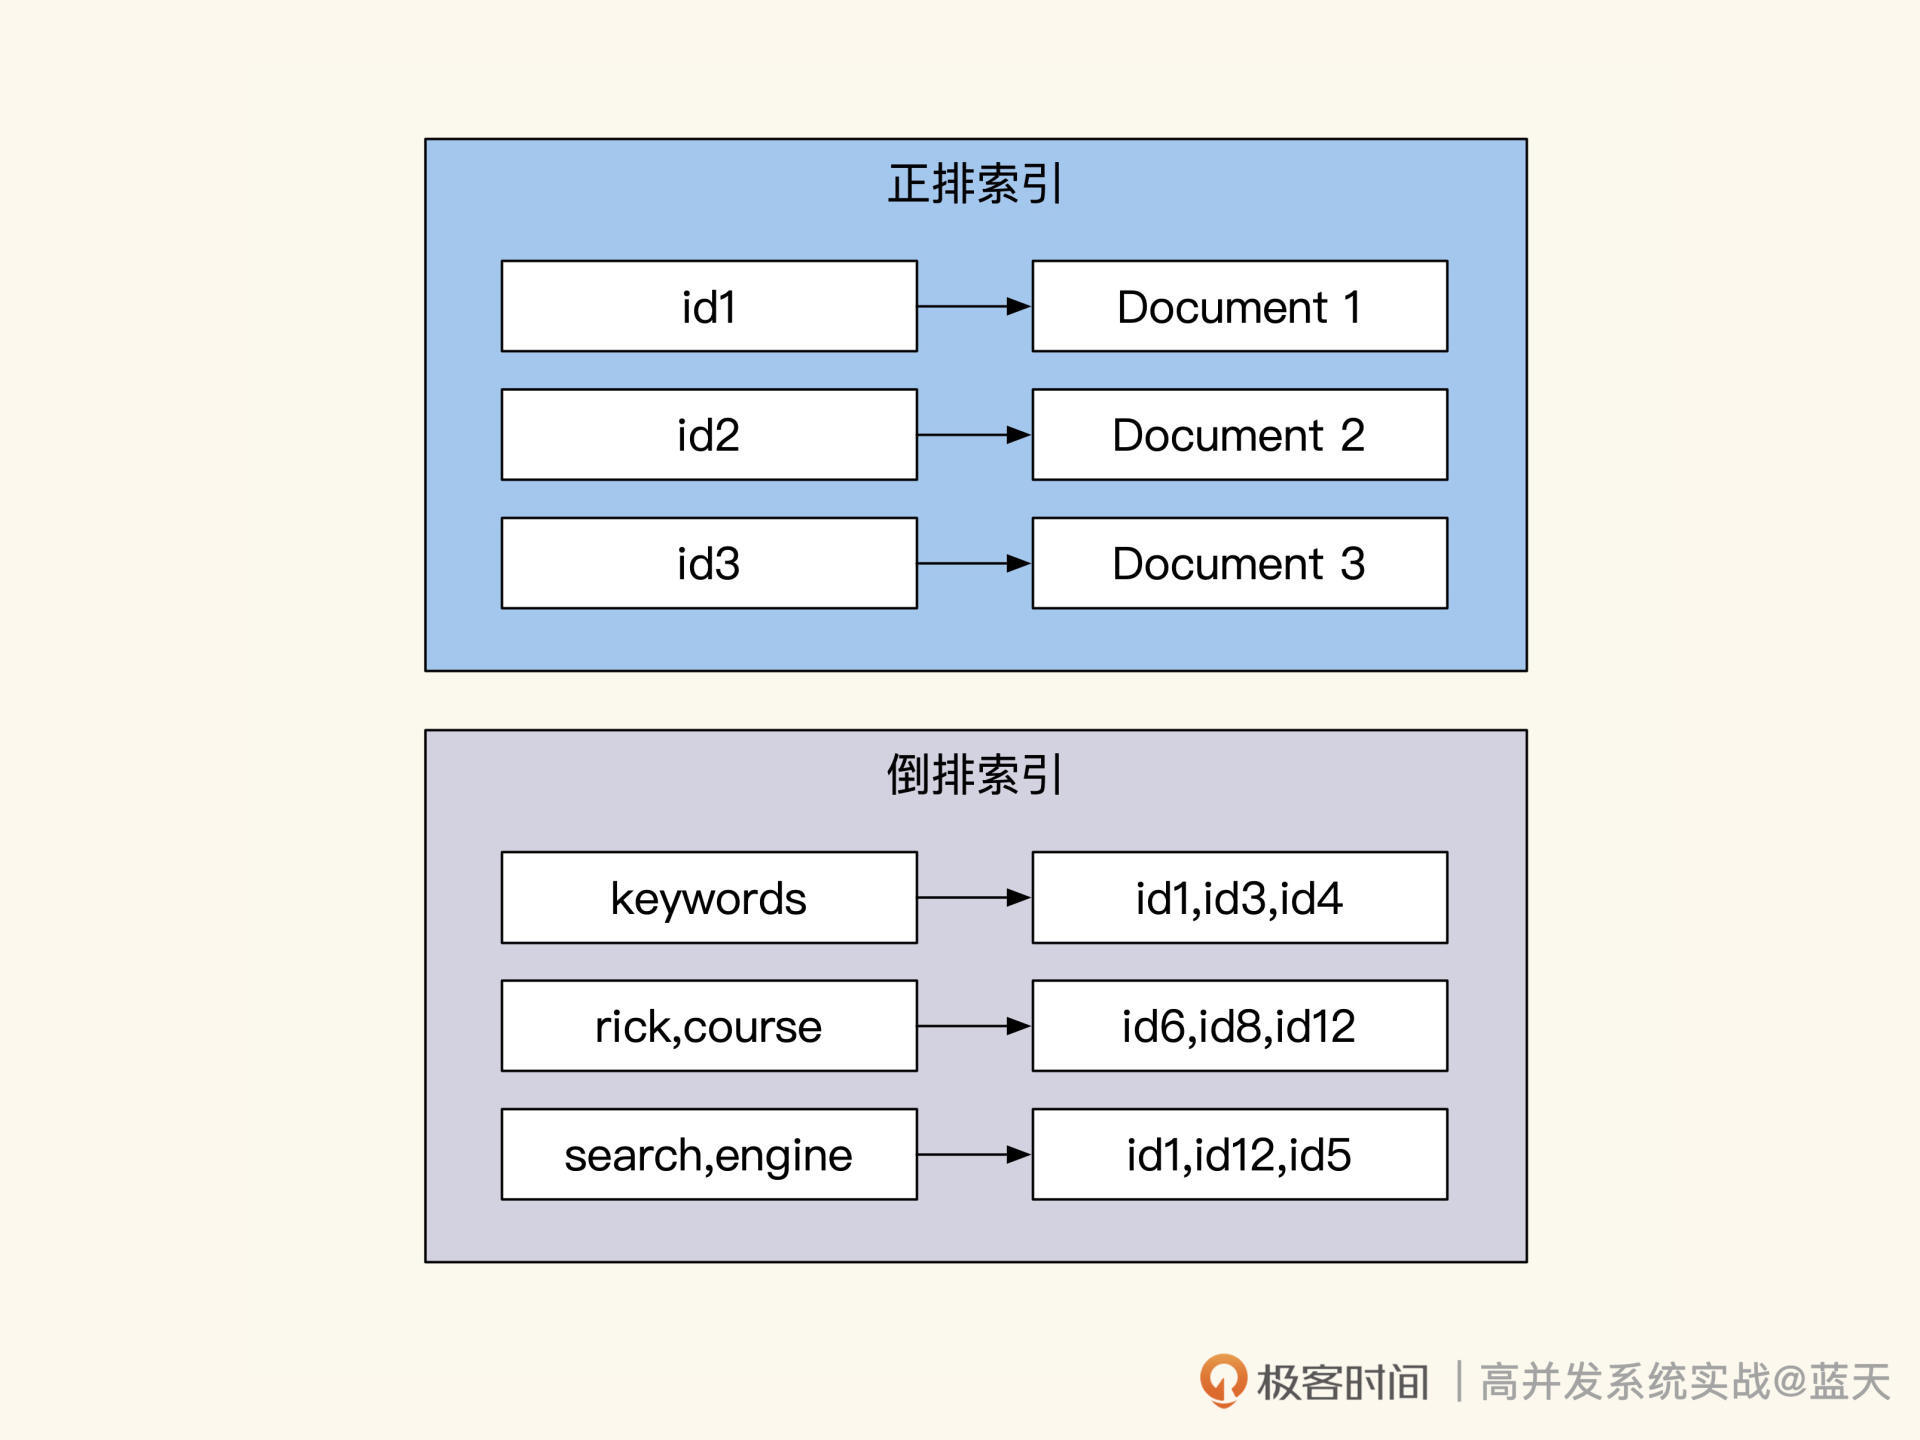 正排索引
id1
Document 1
id2
Document 2
id3
Document 3
倒排索引
keywords
id1,id3,id4
rick,course
id6,id8,id12
search,engine
id1,id12,id5
极客时间 | 高并发系统实战@蓝天